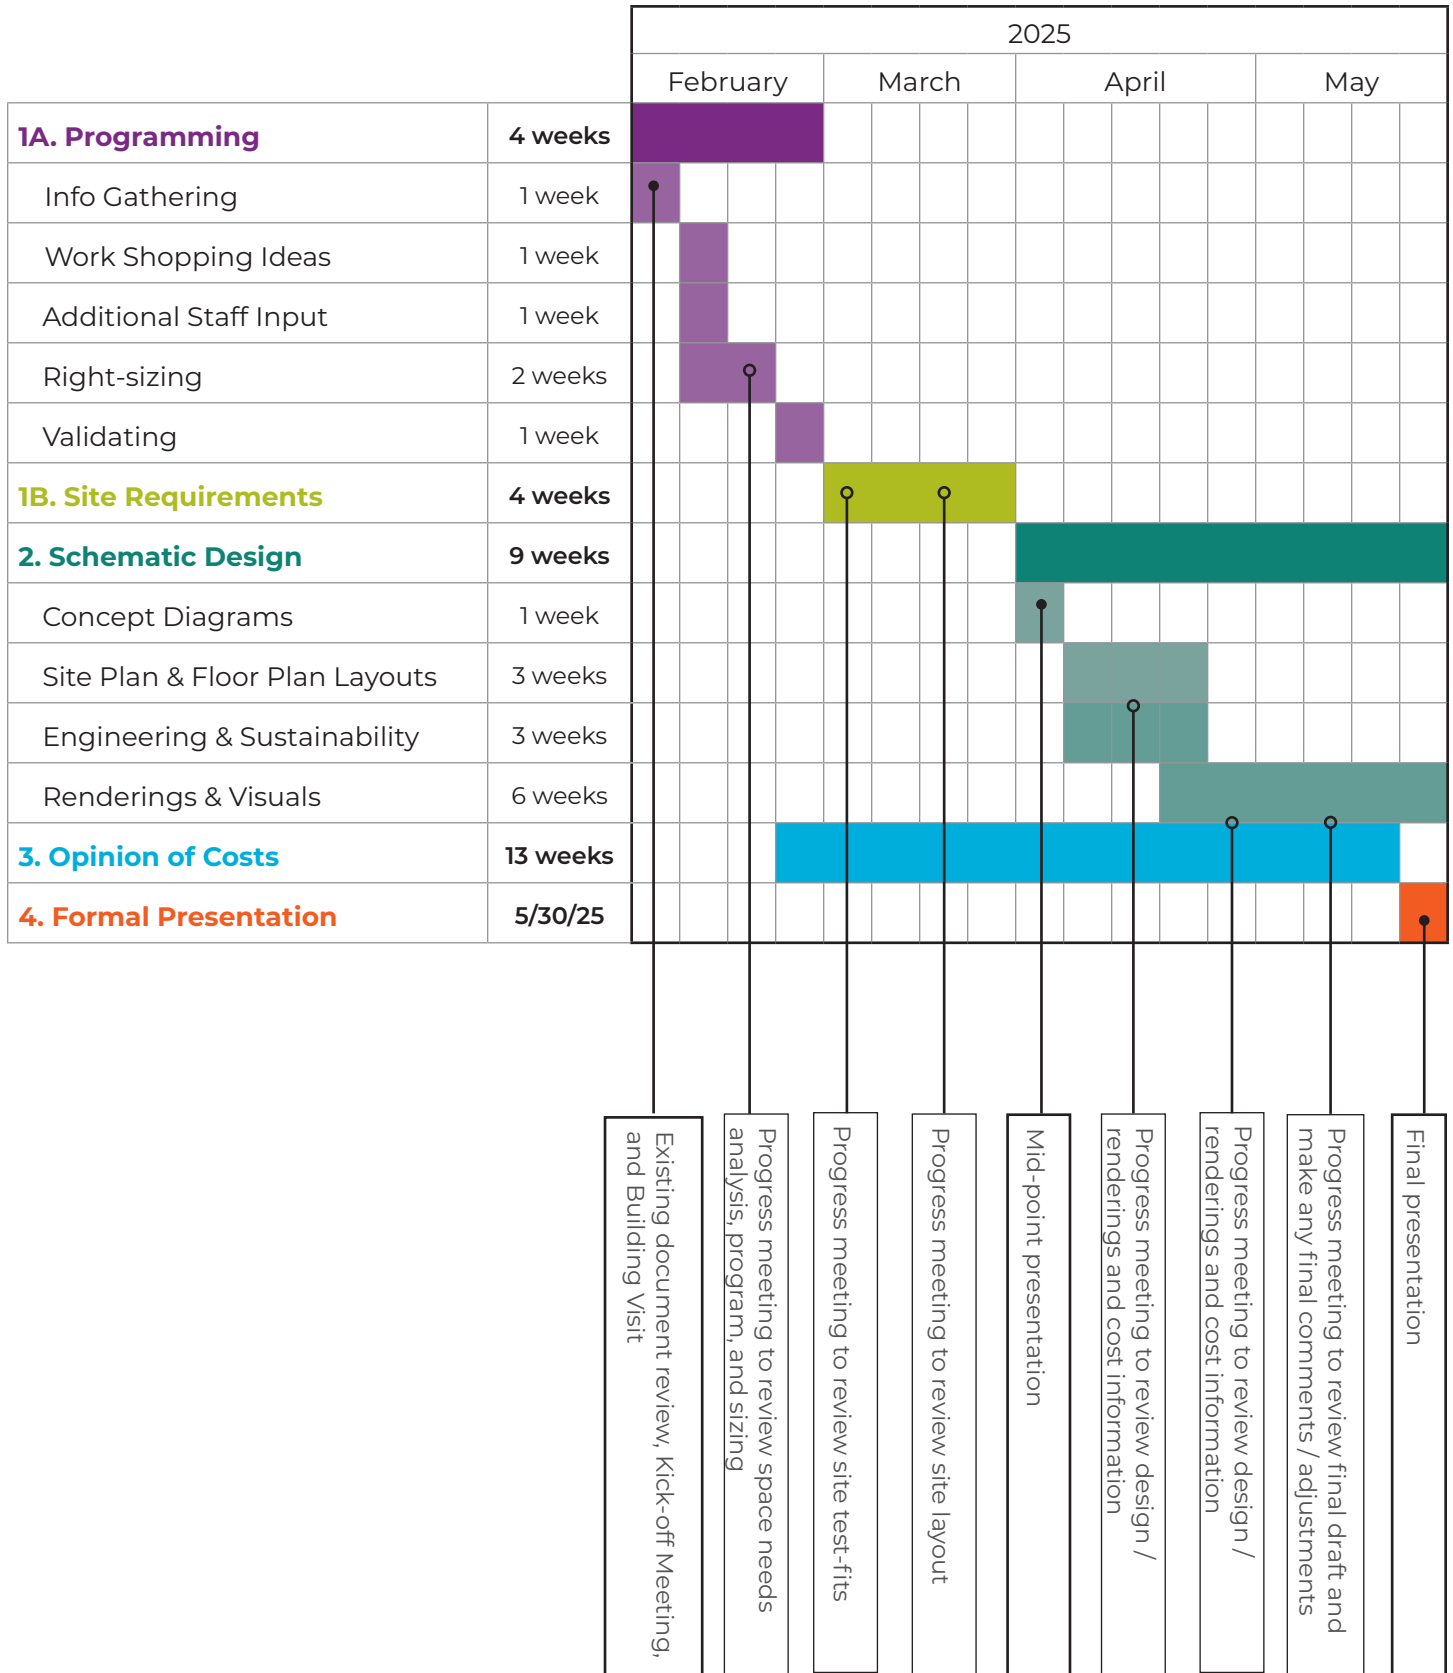 2025
February March April May
1A. Programming 4 weeks
Info Gathering 1 week
Work Shopping Ideas 1 week
Additional Staff Input 1 week
Right-sizing 2 weeks
Validating 1 week
1B. Site Requirements 4 weeks
2. Schematic Design 9 weeks
Concept Diagrams 1 week
Site Plan & Floor Plan Layouts 3 weeks
Engineering & Sustainability 3 weeks
Renderings & Visuals 6 weeks
3. Opinion of Costs 13 weeks
4. Formal Presentation 5/30/25
Existing document review, Kick-off Meeting,
and Building Visit
Progress meeting to review space needs
analysis, program, and sizing
Progress meeting to review site test-fits
Progress meeting to review site layout
Mid-point presentation
Progress meeting to review design /
renderings and cost information
Progress meeting to review design /
renderings and cost information
Progress meeting to review final draft and
make any final comments / adjustments
Final presentation